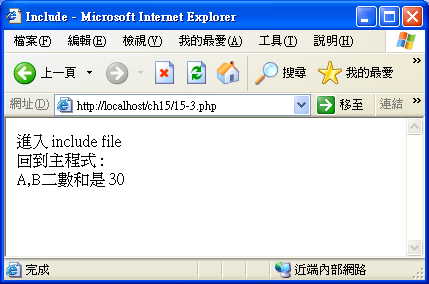 Include - Microsoft Internet Explorer
檔案(F) 編輯(E) 檢視(V) 我的最愛(A) 工具(T) 說明(H)
上一頁 搜尋 我的最愛
網址(D) http://localhost/ch15/15-3.php 移至 連結
進入 include file
回到主程式 :
A,B二數和是 30
完成 近端內部網路